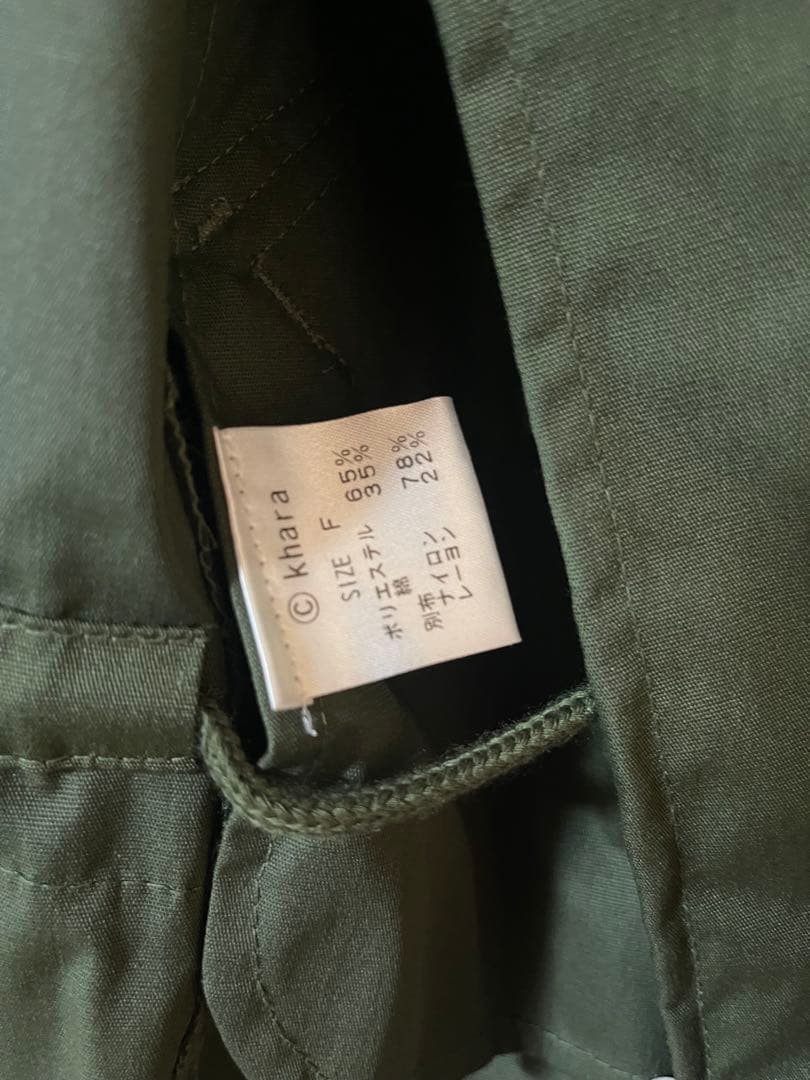 © khara
SIZE F
ポリエステル 65%
綿 35%
別布
ナイロン 78%
レーヨン 22%